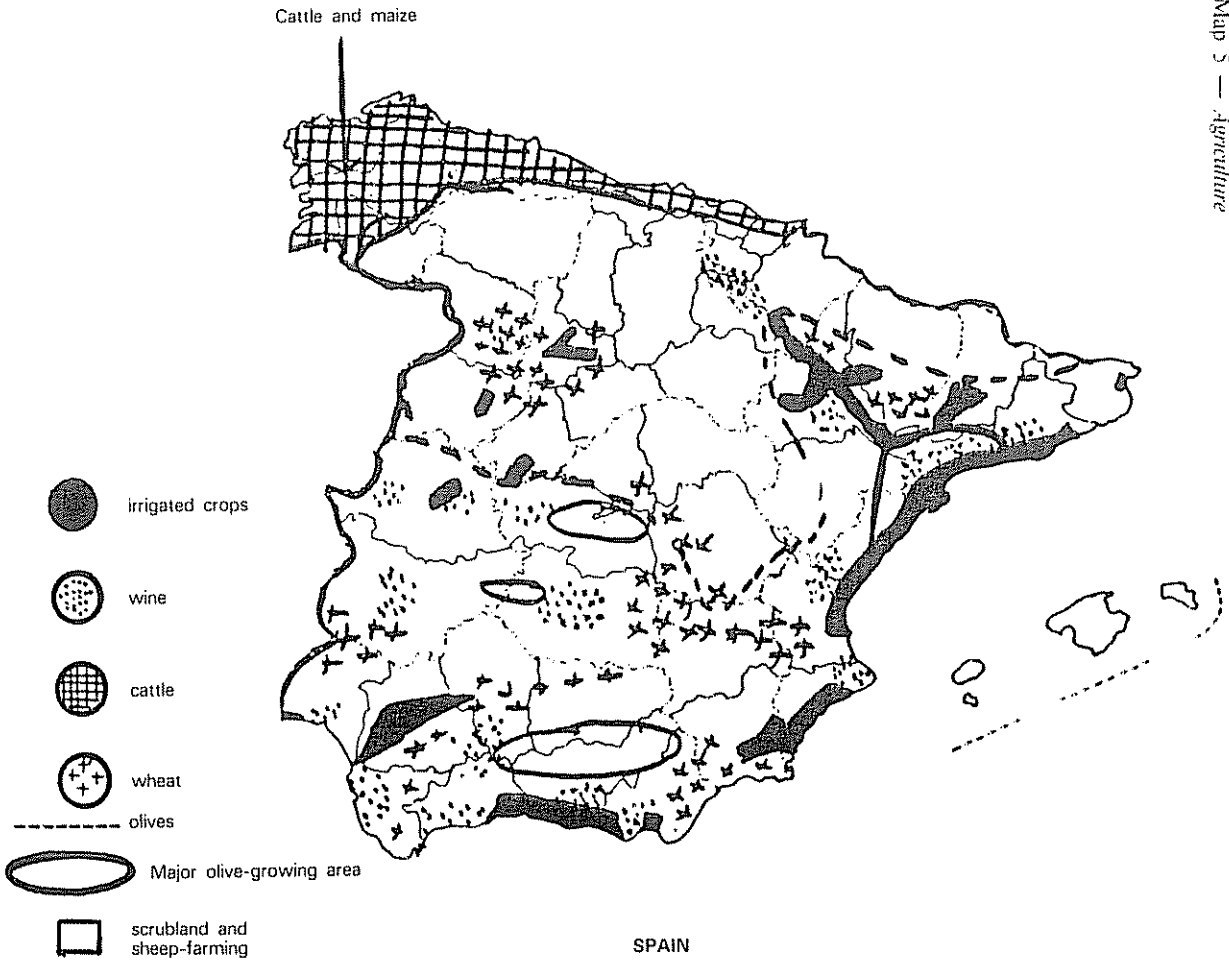 Map 5 — Agriculture
Cattle and maize
irrigated crops
wine
cattle
wheat
olives
Major olive-growing area
scrubland and
sheep-farming
SPAIN